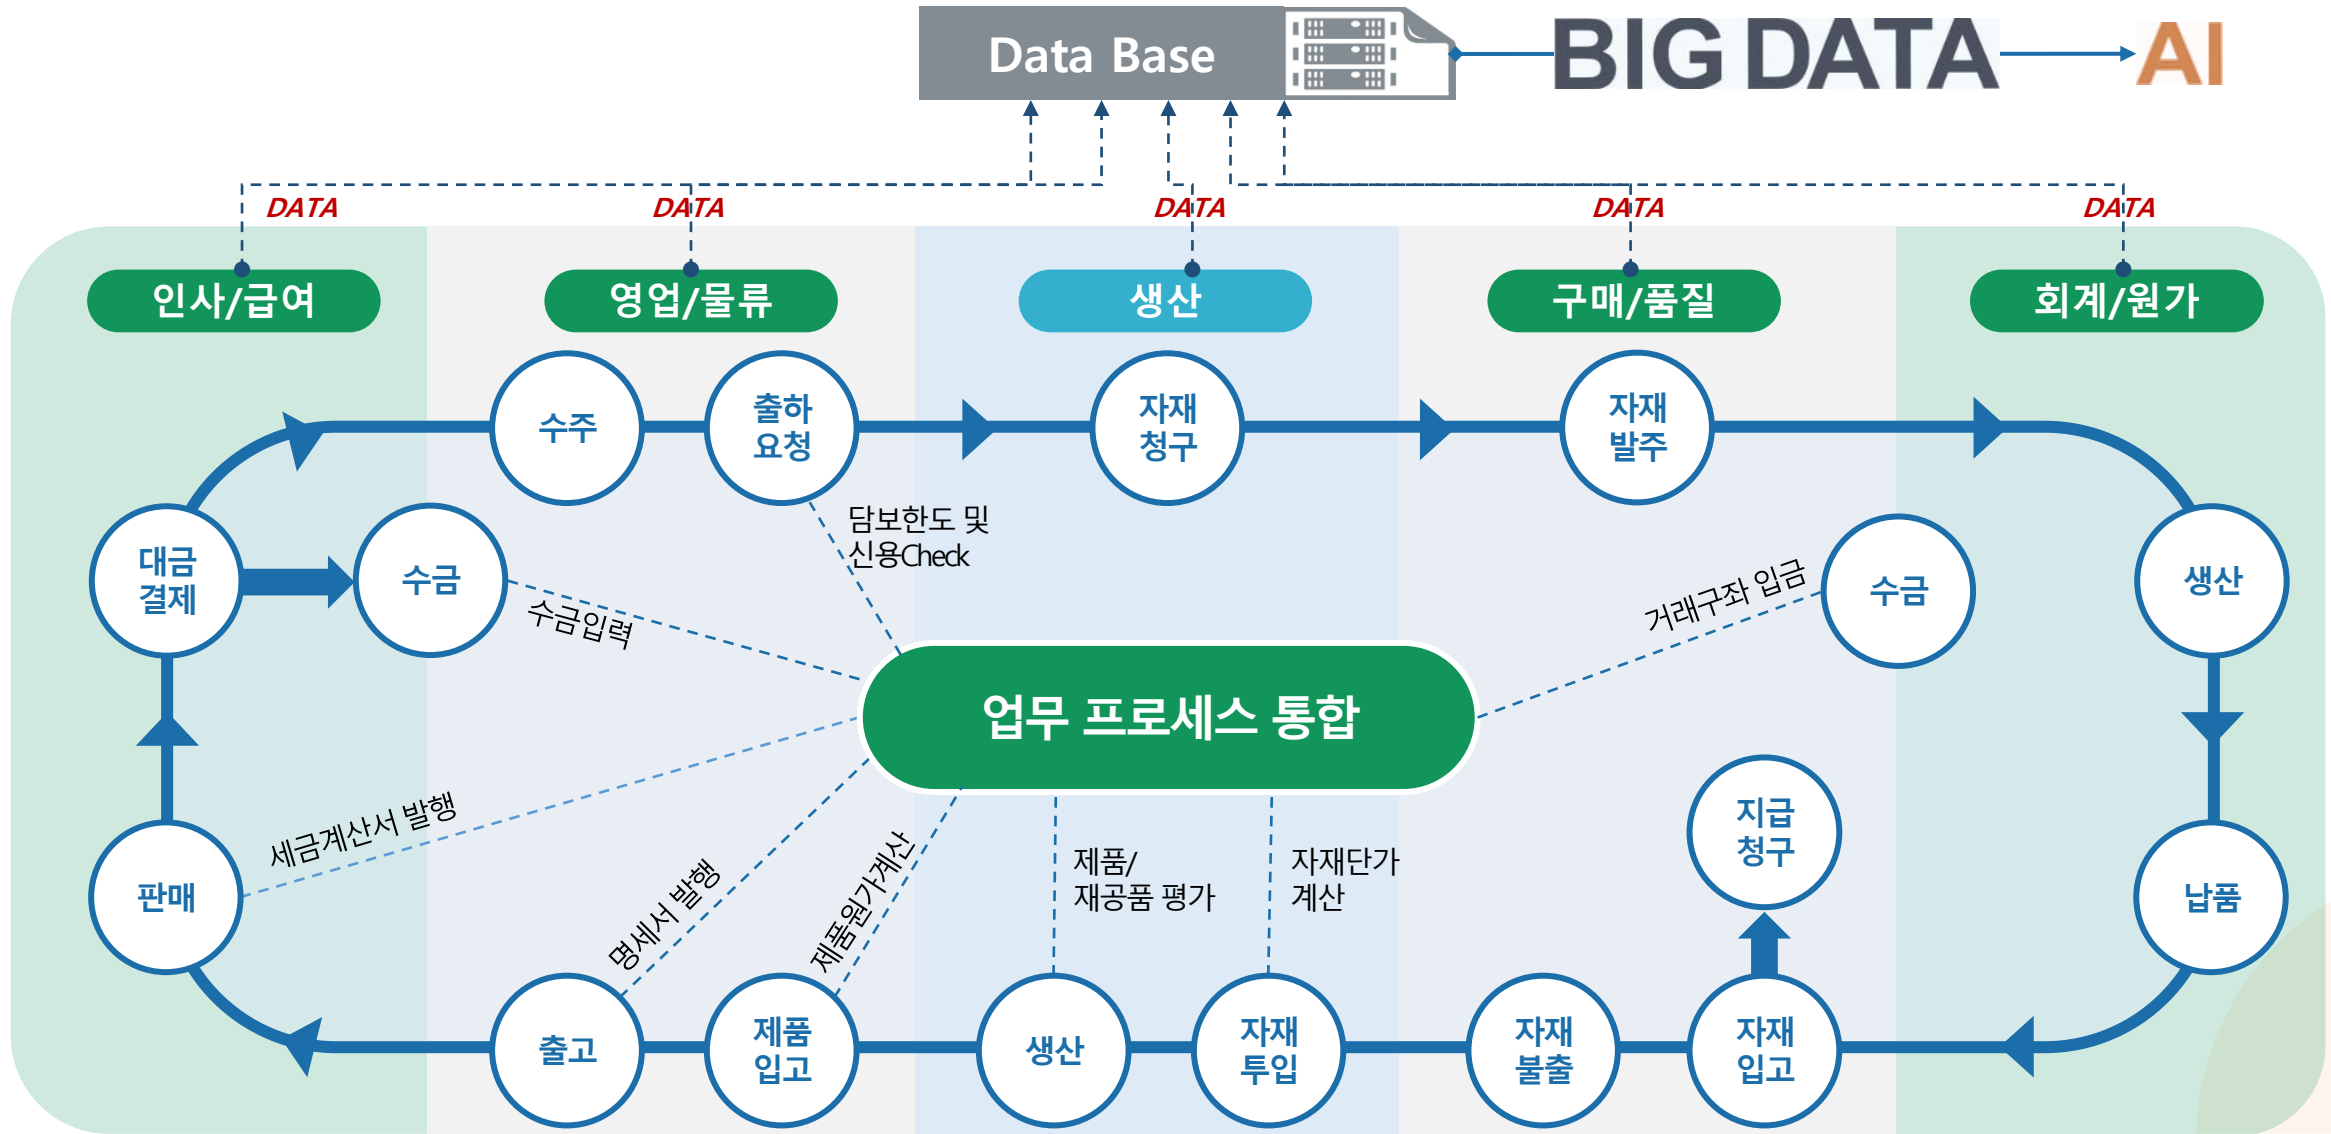 Data Base
BIG DATA
AI
DATA
DATA
DATA
DATA
DATA
인사/급여
영업/물류
생산
구매/품질
회계/원가
수주
출하
요청
자재
청구
자재
발주
담보한도 및
신용Check
대금
결제
수금
수금입력
거래구좌 입금
수금
생산
업무 프로세스 통합
세금계산서 발행
명세서 발행
제품원가계산
제품/
재공품 평가
자재단가
계산
지급
청구
판매
납품
출고
제품
입고
생산
자재
투입
자재
불출
자재
입고